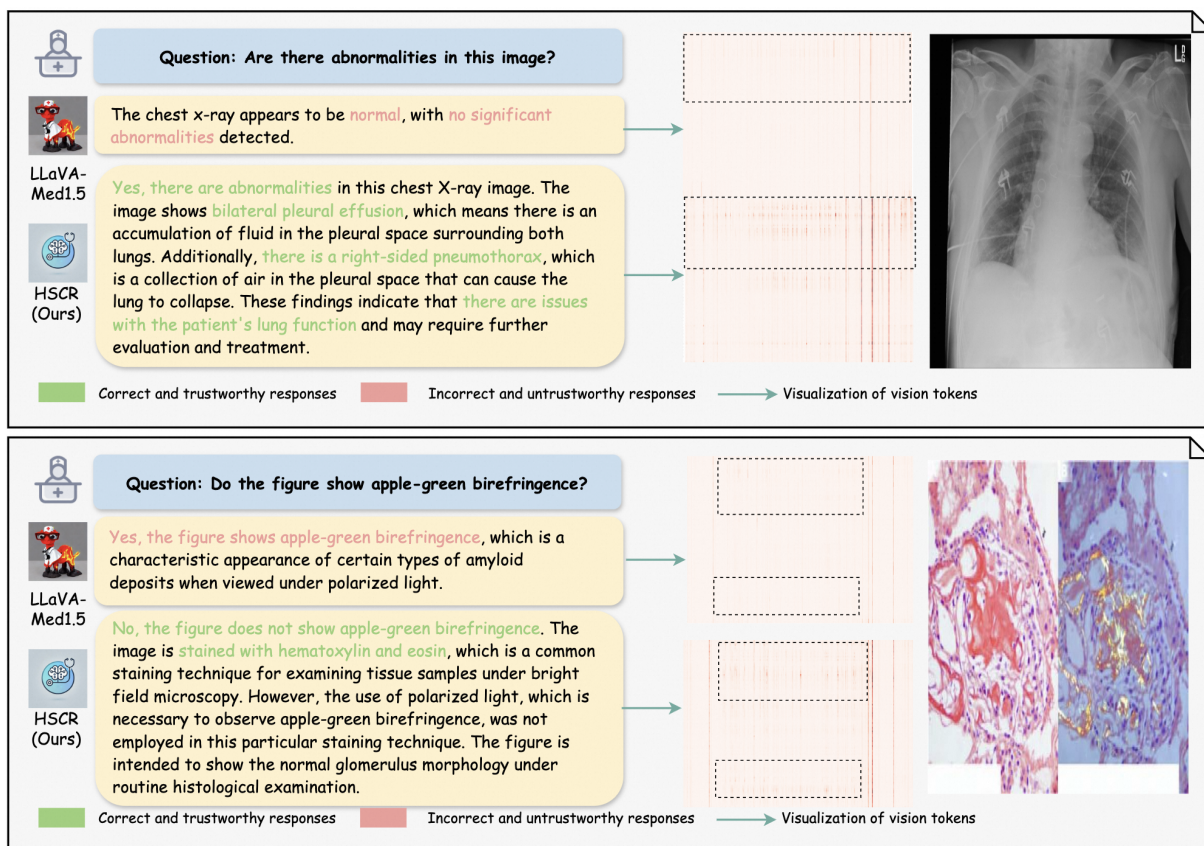 Question: Are there abnormalities in this image?
LLaVA-
Med1.5
The chest x-ray appears to be normal, with no significant
abnormalities detected.
HSCR
(Ours)
Yes, there are abnormalities in this chest X-ray image. The
image shows bilateral pleural effusion, which means there is an
accumulation of fluid in the pleural space surrounding both
lungs. Additionally, there is a right-sided pneumothorax, which
is a collection of air in the pleural space that can cause the
lung to collapse. These findings indicate that there are issues
with the patient's lung function and may require further
evaluation and treatment.
Correct and trustworthy responses
Incorrect and untrustworthy responses
Visualization of vision tokens
Question: Do the figure show apple-green birefringence?
LLaVA-
Med1.5
Yes, the figure shows apple-green birefringence, which is a
characteristic appearance of certain types of amyloid
deposits when viewed under polarized light.
HSCR
(Ours)
No, the figure does not show apple-green birefringence. The
image is stained with hematoxylin and eosin, which is a common
staining technique for examining tissue samples under bright
field microscopy. However, the use of polarized light, which is
necessary to observe apple-green birefringence, was not
employed in this particular staining technique. The figure is
intended to show the normal glomerulus morphology under
routine histological examination.
Correct and trustworthy responses
Incorrect and untrustworthy responses
Visualization of vision tokens